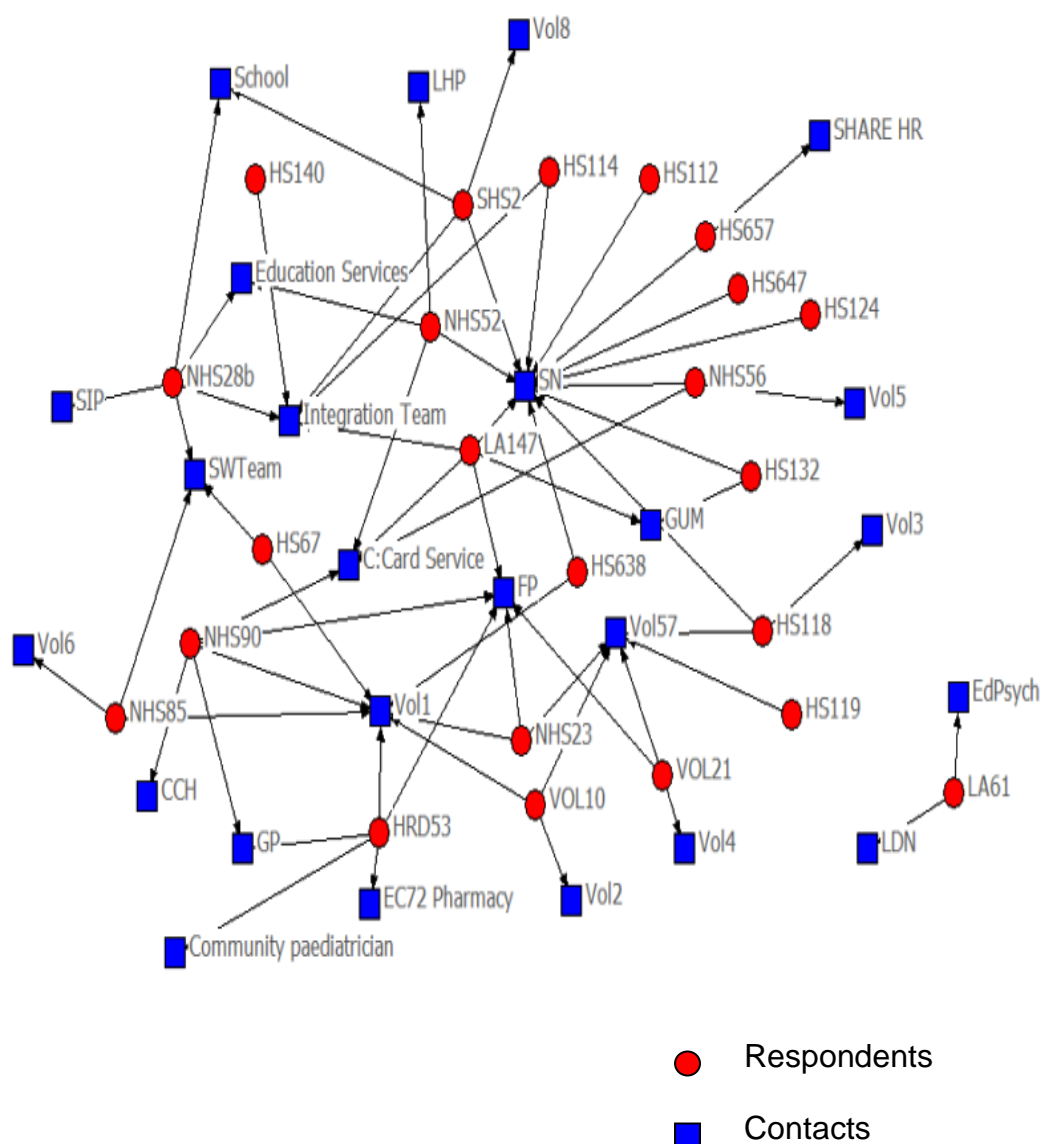 Vol8
School
LHP
SHARE HR
HS140
HS114
HS112
SHS2
HS657
Education Services
HS647
HS124
NHS52
NHS28b
SN
NHS56
SIP
Vol5
Integration Team
LA147
SWTeam
HS132
GUM
Vol3
HS67
C:Card Service
HS638
FP
Vol57
HS118
Vol6
NHS90
EdPsych
NHS85
Vol1
HS119
NHS23
CCH
VOL10
VOL21
LA61
GP
HRD53
Vol4
LDN
EC72 Pharmacy
Vol2
Community paediatrician
Respondents
Contacts